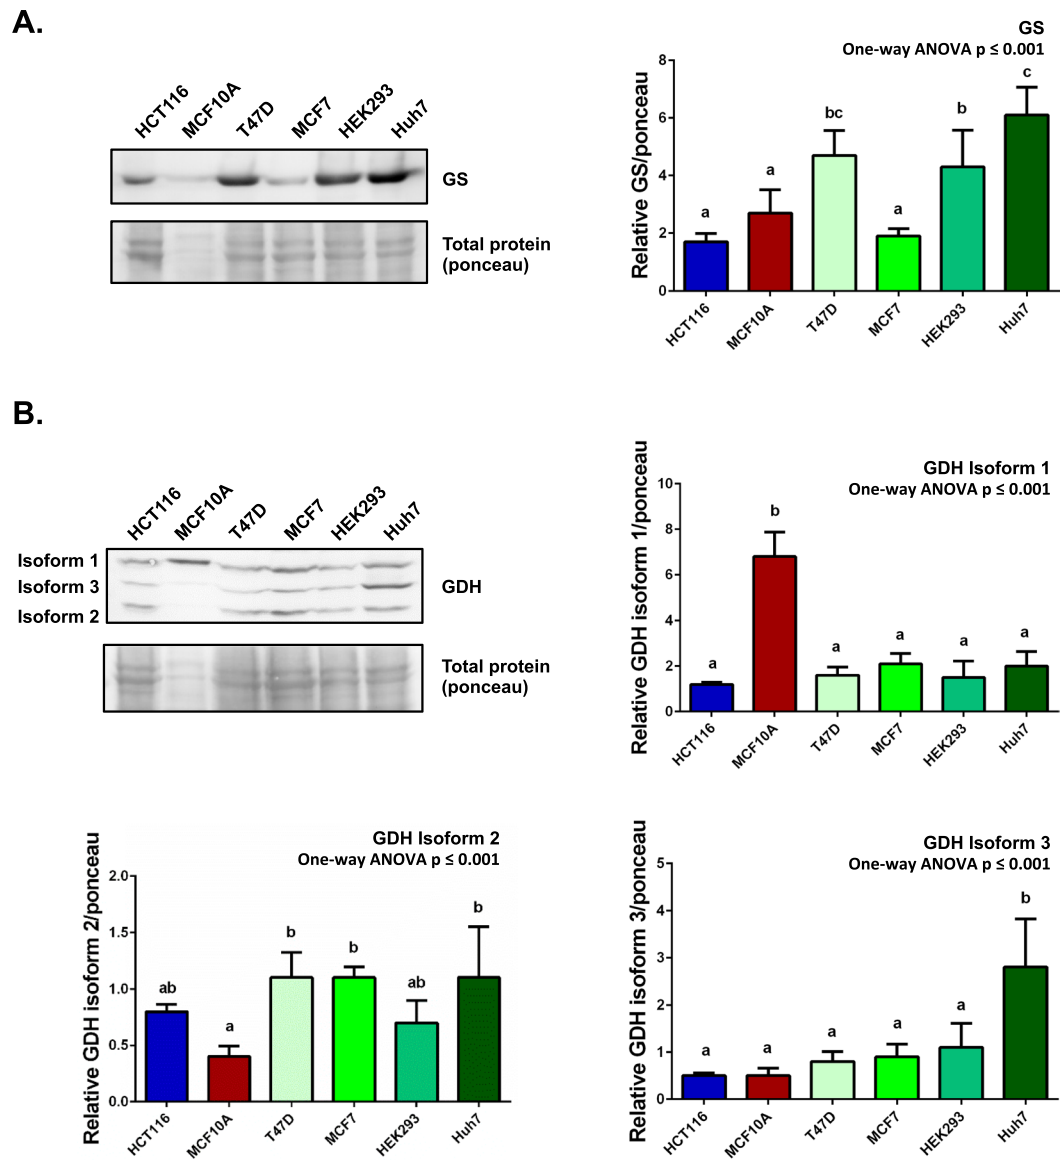 A.
HCT116
MCF10A
T47D
MCF7
HEK293
Huh7
GS
Total protein
(ponceau)
GS
One-way ANOVA p ≤ 0.001
Relative GS/ponceau
8
6
4
2
0
a
a
bc
a
b
c
HCT116
MCF10A
T47D
MCF7
HEK293
Huh7
B.
HCT116
MCF10A
T47D
MCF7
HEK293
Huh7
Isoform 1
Isoform 3
Isoform 2
GDH
Total protein
(ponceau)
GDH Isoform 1
One-way ANOVA p ≤ 0.001
Relative GDH isoform 1/ponceau
10
8
6
4
2
0
a
b
a
a
a
a
HCT116
MCF10A
T47D
MCF7
HEK293
Huh7
GDH Isoform 2
One-way ANOVA p ≤ 0.001
Relative GDH isoform 2/ponceau
2.0
1.5
1.0
0.5
0.0
ab
a
b
b
ab
b
HCT116
MCF10A
T47D
MCF7
HEK293
Huh7
GDH Isoform 3
One-way ANOVA p ≤ 0.001
Relative GDH isoform 3/ponceau
5
4
3
2
1
0
a
a
a
a
a
b
HCT116
MCF10A
T47D
MCF7
HEK293
Huh7